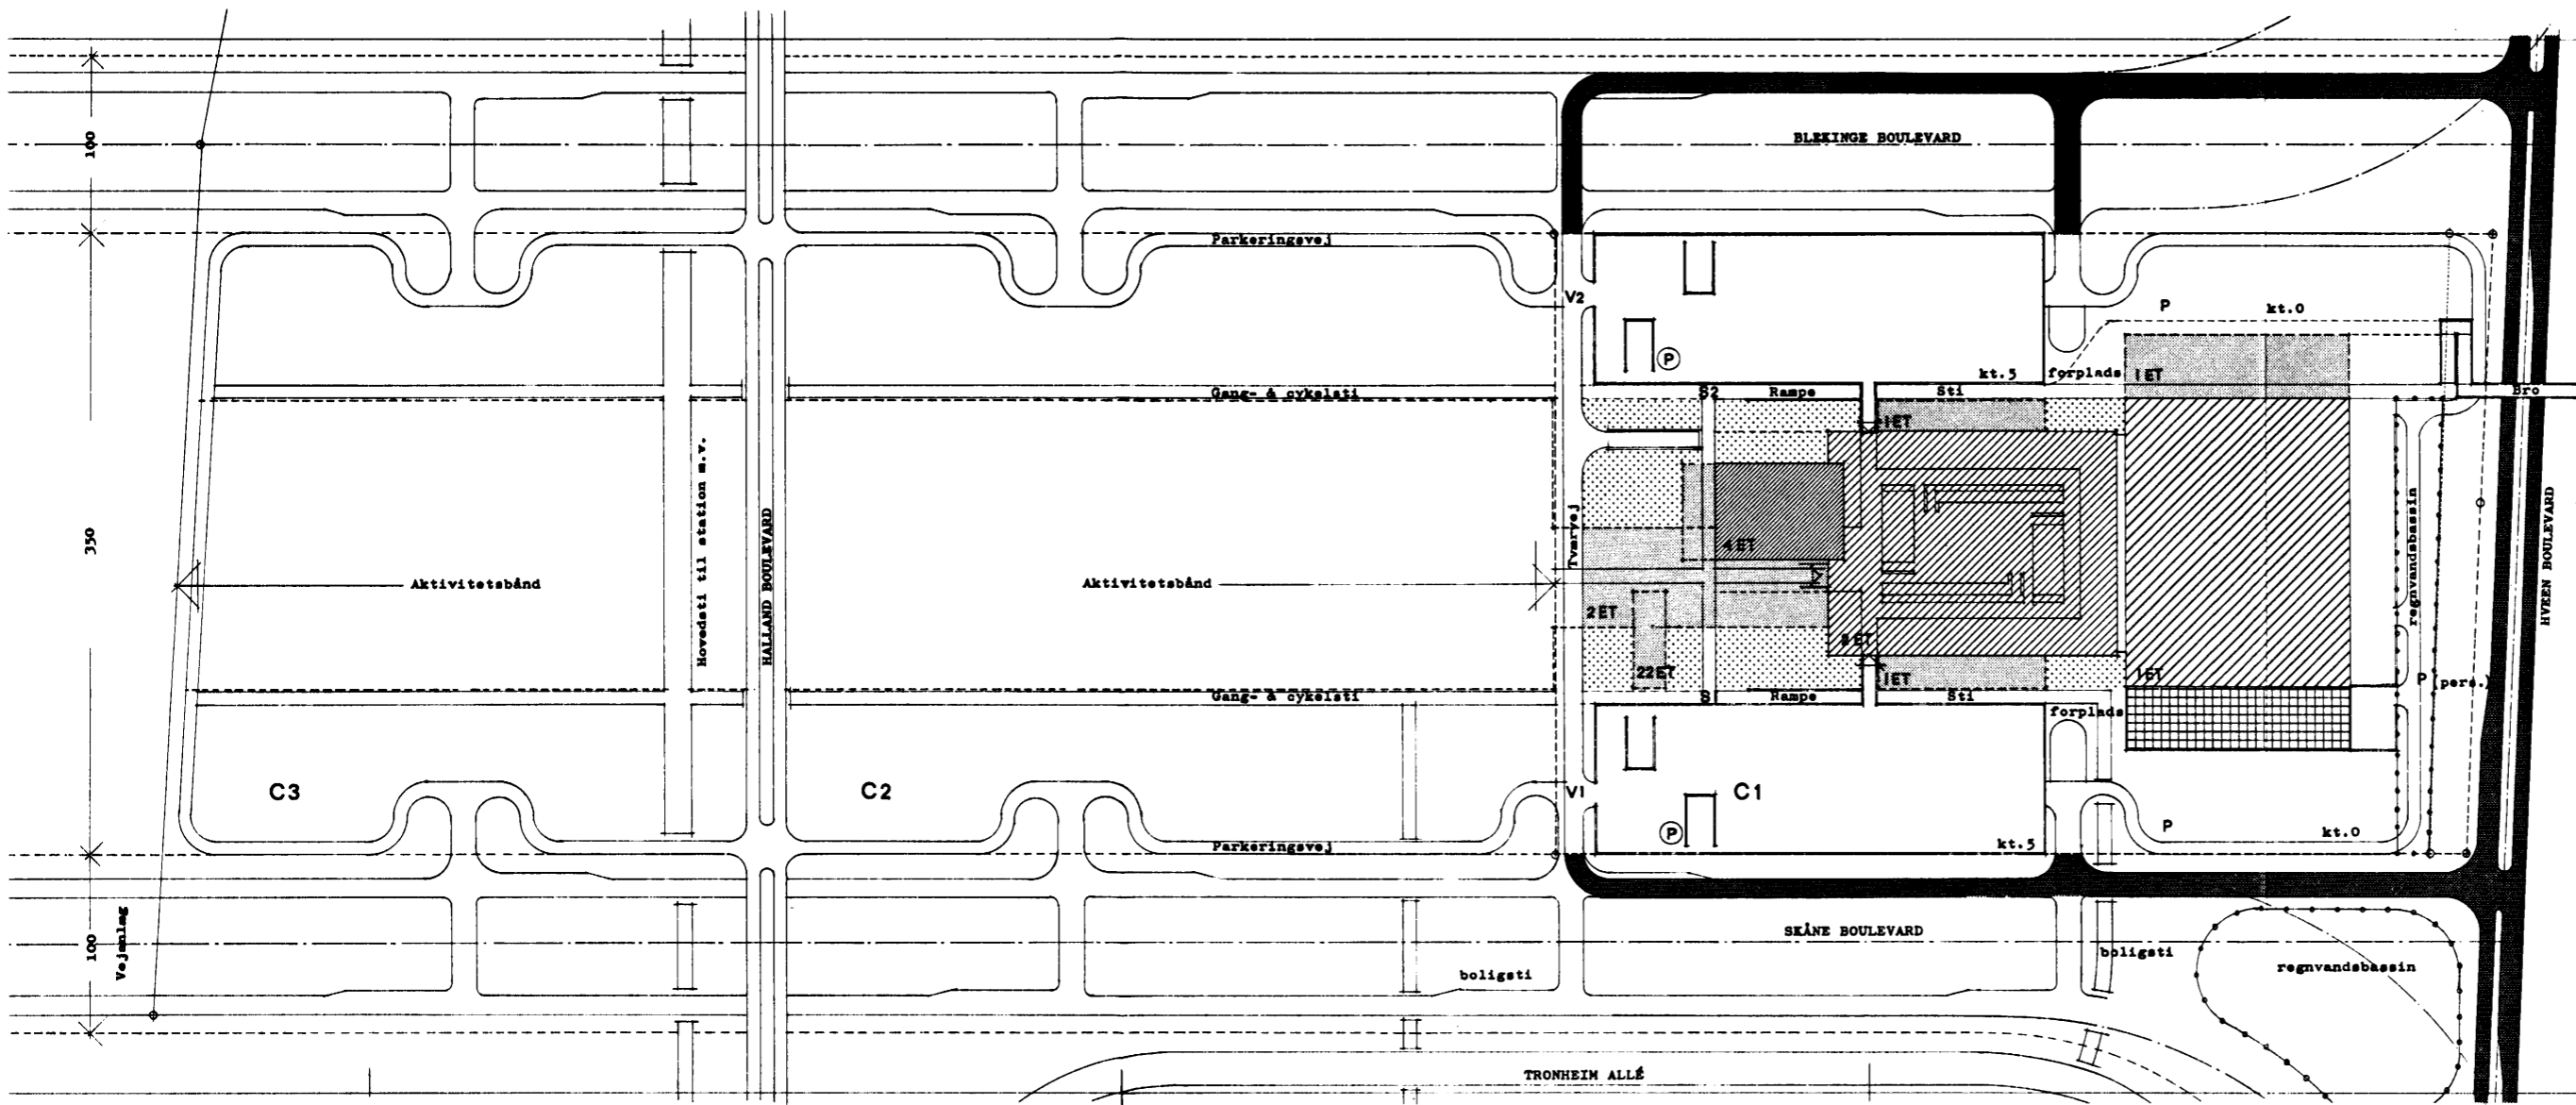 100
BLEKINGE BOULEVARD
Parkeringsvej
V2
P
kt.0
P
kt.5
forplads
1ET
Gang- & cykelsti
S2
Rampe
Sti
Bro
1ET
Hovedsti til station m.v.
HALLAND BOULEVARD
Tværvej
regnvandsbassin
HVEEN BOULEVARD
350
4ET
Aktivitetsbånd
Aktivitetsbånd
2ET
22ET
1ET
1ET
P (pers.)
Gang- & cykelsti
Rampe
Sti
forplads
C3
C2
V1
C1
P
P
kt.0
kt.5
Parkeringsvej
100
Vejanlæg
SKÅNE BOULEVARD
boligsti
boligsti
regnvandsbassin
TRONHEIM ALLÉ